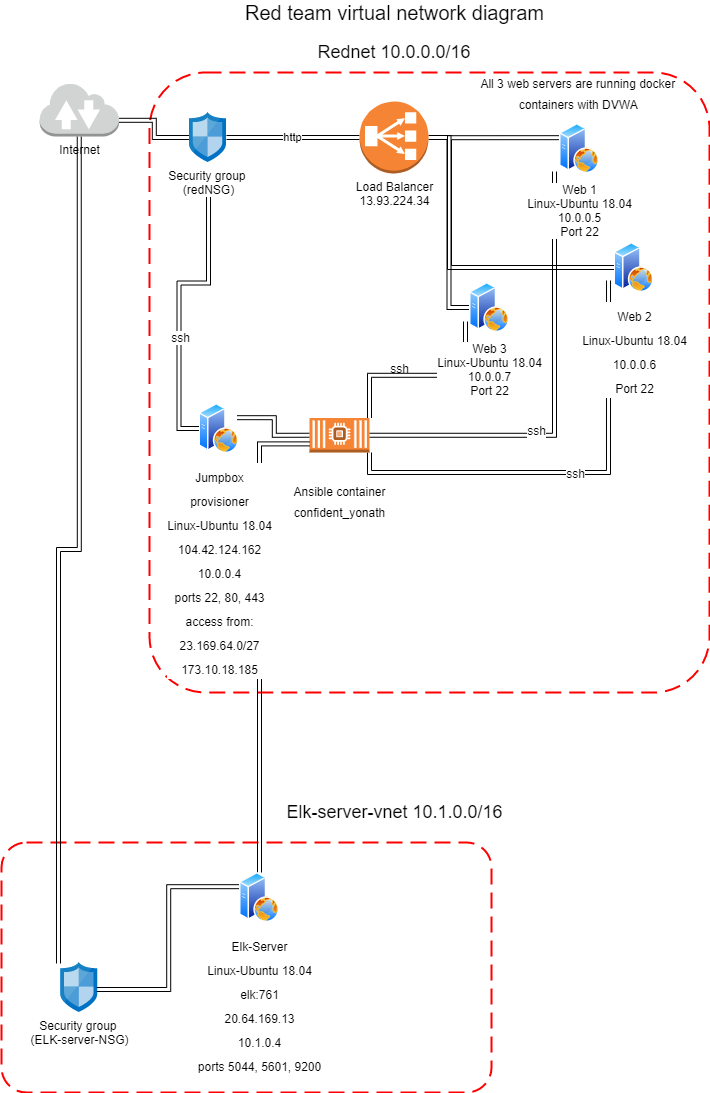 Red team virtual network diagram
Rednet 10.0.0.0/16
All 3 web servers are running docker
containers with DVWA
Internet
http
Security group
(redNSG)
Load Balancer
13.93.224.34
Web 1
Linux-Ubuntu 18.04
10.0.0.5
Port 22
Web 2
Linux-Ubuntu 18.04
10.0.0.6
Port 22
Web 3
Linux-Ubuntu 18.04
10.0.0.7
Port 22
ssh
ssh
ssh
ssh
Ansible container
confident_yonath
Jumpbox
provisioner
Linux-Ubuntu 18.04
104.42.124.162
10.0.0.4
ports 22, 80, 443
access from:
23.169.64.0/27
173.10.18.185
Elk-server-vnet 10.1.0.0/16
Elk-Server
Linux-Ubuntu 18.04
elk:761
20.64.169.13
10.1.0.4
ports 5044, 5601, 9200
Security group
(ELK-server-NSG)